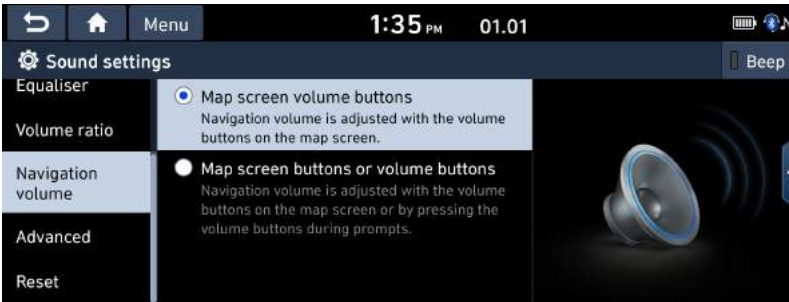 Menu
1:35 PM
01.01
Sound settings
Beep
Equaliser
Volume ratio
Navigation
volume
Advanced
Reset
Map screen volume buttons
Navigation volume is adjusted with the volume
buttons on the map screen.
Map screen buttons or volume buttons
Navigation volume is adjusted with the volume
buttons on the map screen or by pressing the
volume buttons during prompts.